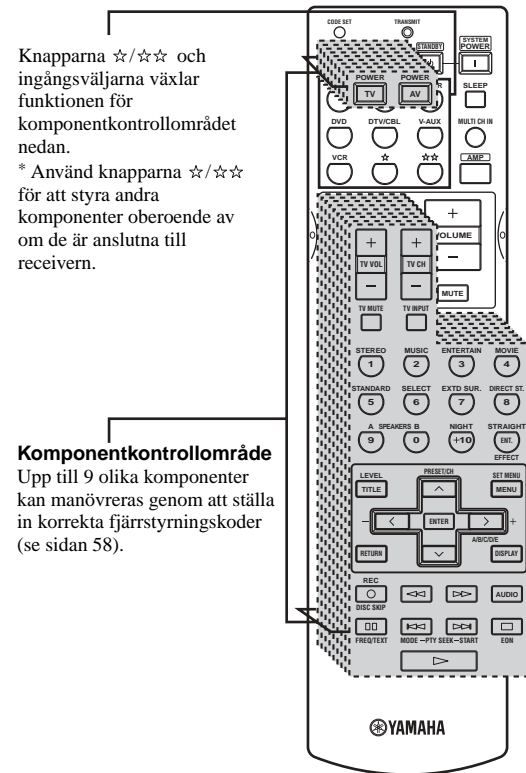 Knapparna ☆/☆☆ och
ingångsväljarna växlar
funktionen för
komponentkontrollområdet
nedan.
* Använd knapparna ☆/☆☆
för att styra andra
komponenter oberoende av
om de är anslutna till
receivern.
Komponentkontrollområde
Upp till 9 olika komponenter
kan manövreras genom att ställa
in korrekta fjärrstyrningskoder
(se sidan 58).
CODE SET TRANSMIT
STANDBY SYSTEM POWER
POWER POWER
TV AV SLEEP
DVD DTV/CBL V-AUX MULTI CH IN
VCR ☆ ☆☆ AMP
+ + +
TV VOL TV CH VOLUME
– – –
TV MUTE TV INPUT MUTE
STEREO MUSIC ENTERTAIN MOVIE
1 2 3 4
STANDARD SELECT EXTD SUR. DIRECT ST.
5 6 7 8
A SPEAKERS B NIGHT STRAIGHT
9 0 +10 ENT.
EFFECT
LEVEL PRESET/CH SET MENU
TITLE MENU
– ENTER +
A/B/C/D/E
RETURN DISPLAY
REC
AUDIO
DISC SKIP
FREQ/TEXT MODE – PTY SEEK – START EON
YAMAHA